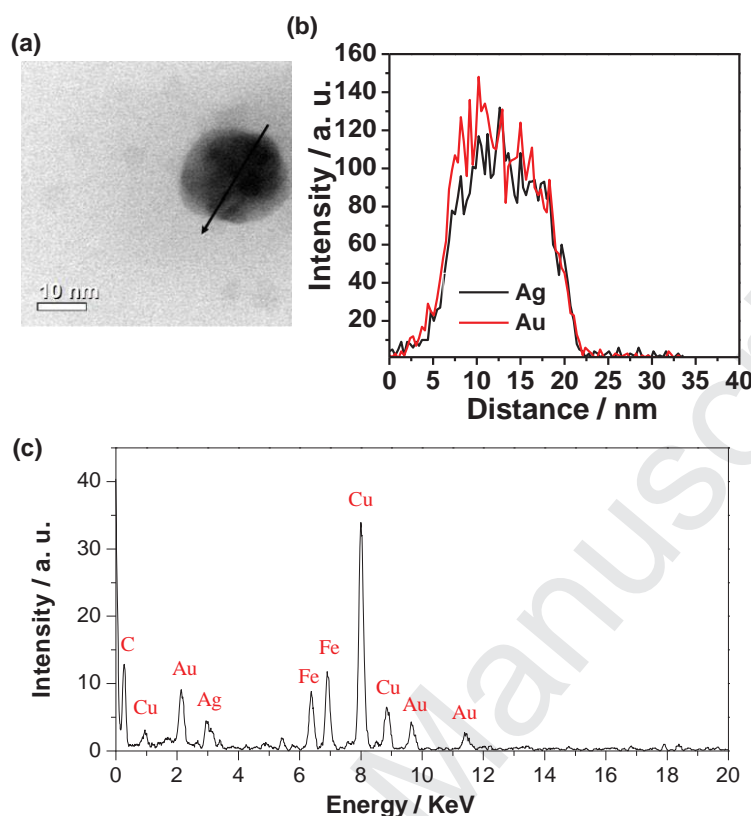 (a)
10 nm
(b)
Intensity / a. u.
160
140
120
100
80
60
40
20
Ag
Au
0 5 10 15 20 25 30 35 40
Distance / nm
(c)
Intensity / a. u.
40
30
20
10
0
C
Cu
Au
Ag
Fe
Fe
Cu
Cu
Au
Au
0 2 4 6 8 10 12 14 16 18 20
Energy / KeV
Manuscr